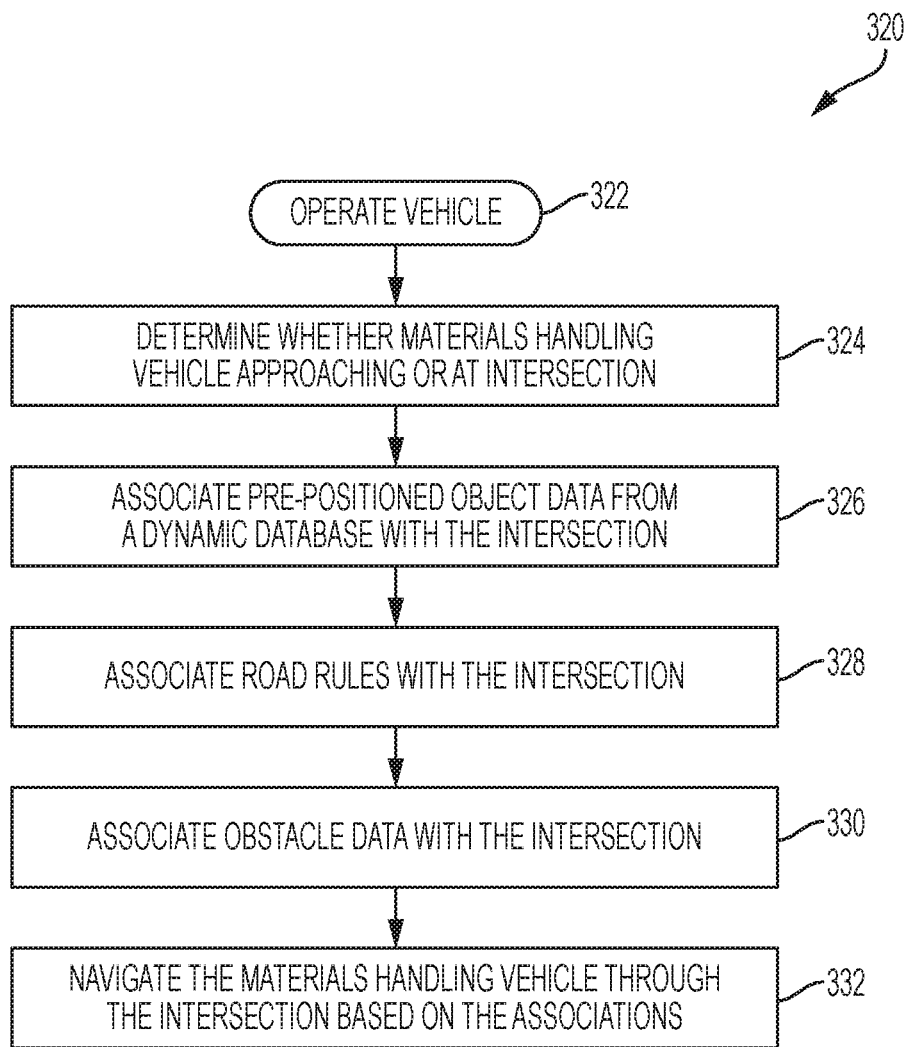 320
OPERATE VEHICLE
322
DETERMINE WHETHER MATERIALS HANDLING
VEHICLE APPROACHING OR AT INTERSECTION
324
ASSOCIATE PRE-POSITIONED OBJECT DATA FROM
A DYNAMIC DATABASE WITH THE INTERSECTION
326
ASSOCIATE ROAD RULES WITH THE INTERSECTION
328
ASSOCIATE OBSTACLE DATA WITH THE INTERSECTION
330
NAVIGATE THE MATERIALS HANDLING VEHICLE THROUGH
THE INTERSECTION BASED ON THE ASSOCIATIONS
332